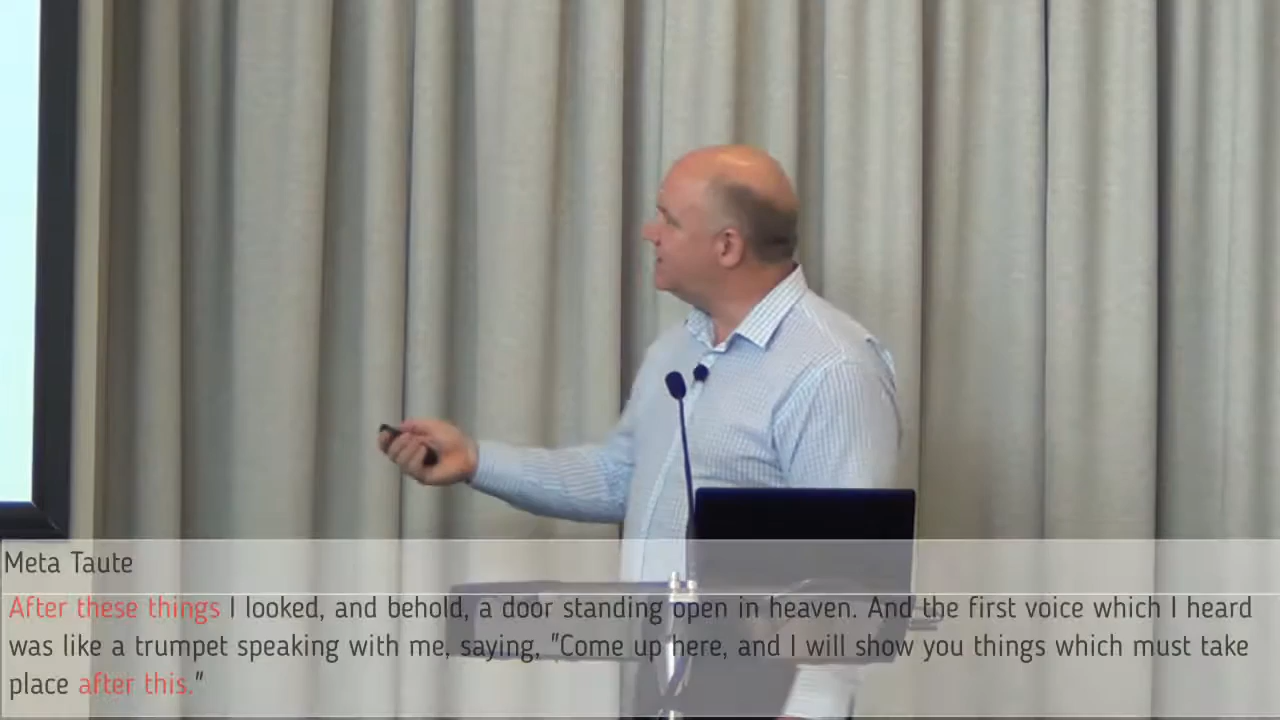 Meta Taute
After these things I looked, and behold, a door standing open in heaven. And the first voice which I heard
was like a trumpet speaking with me, saying, "Come up here, and I will show you things which must take
place after this."